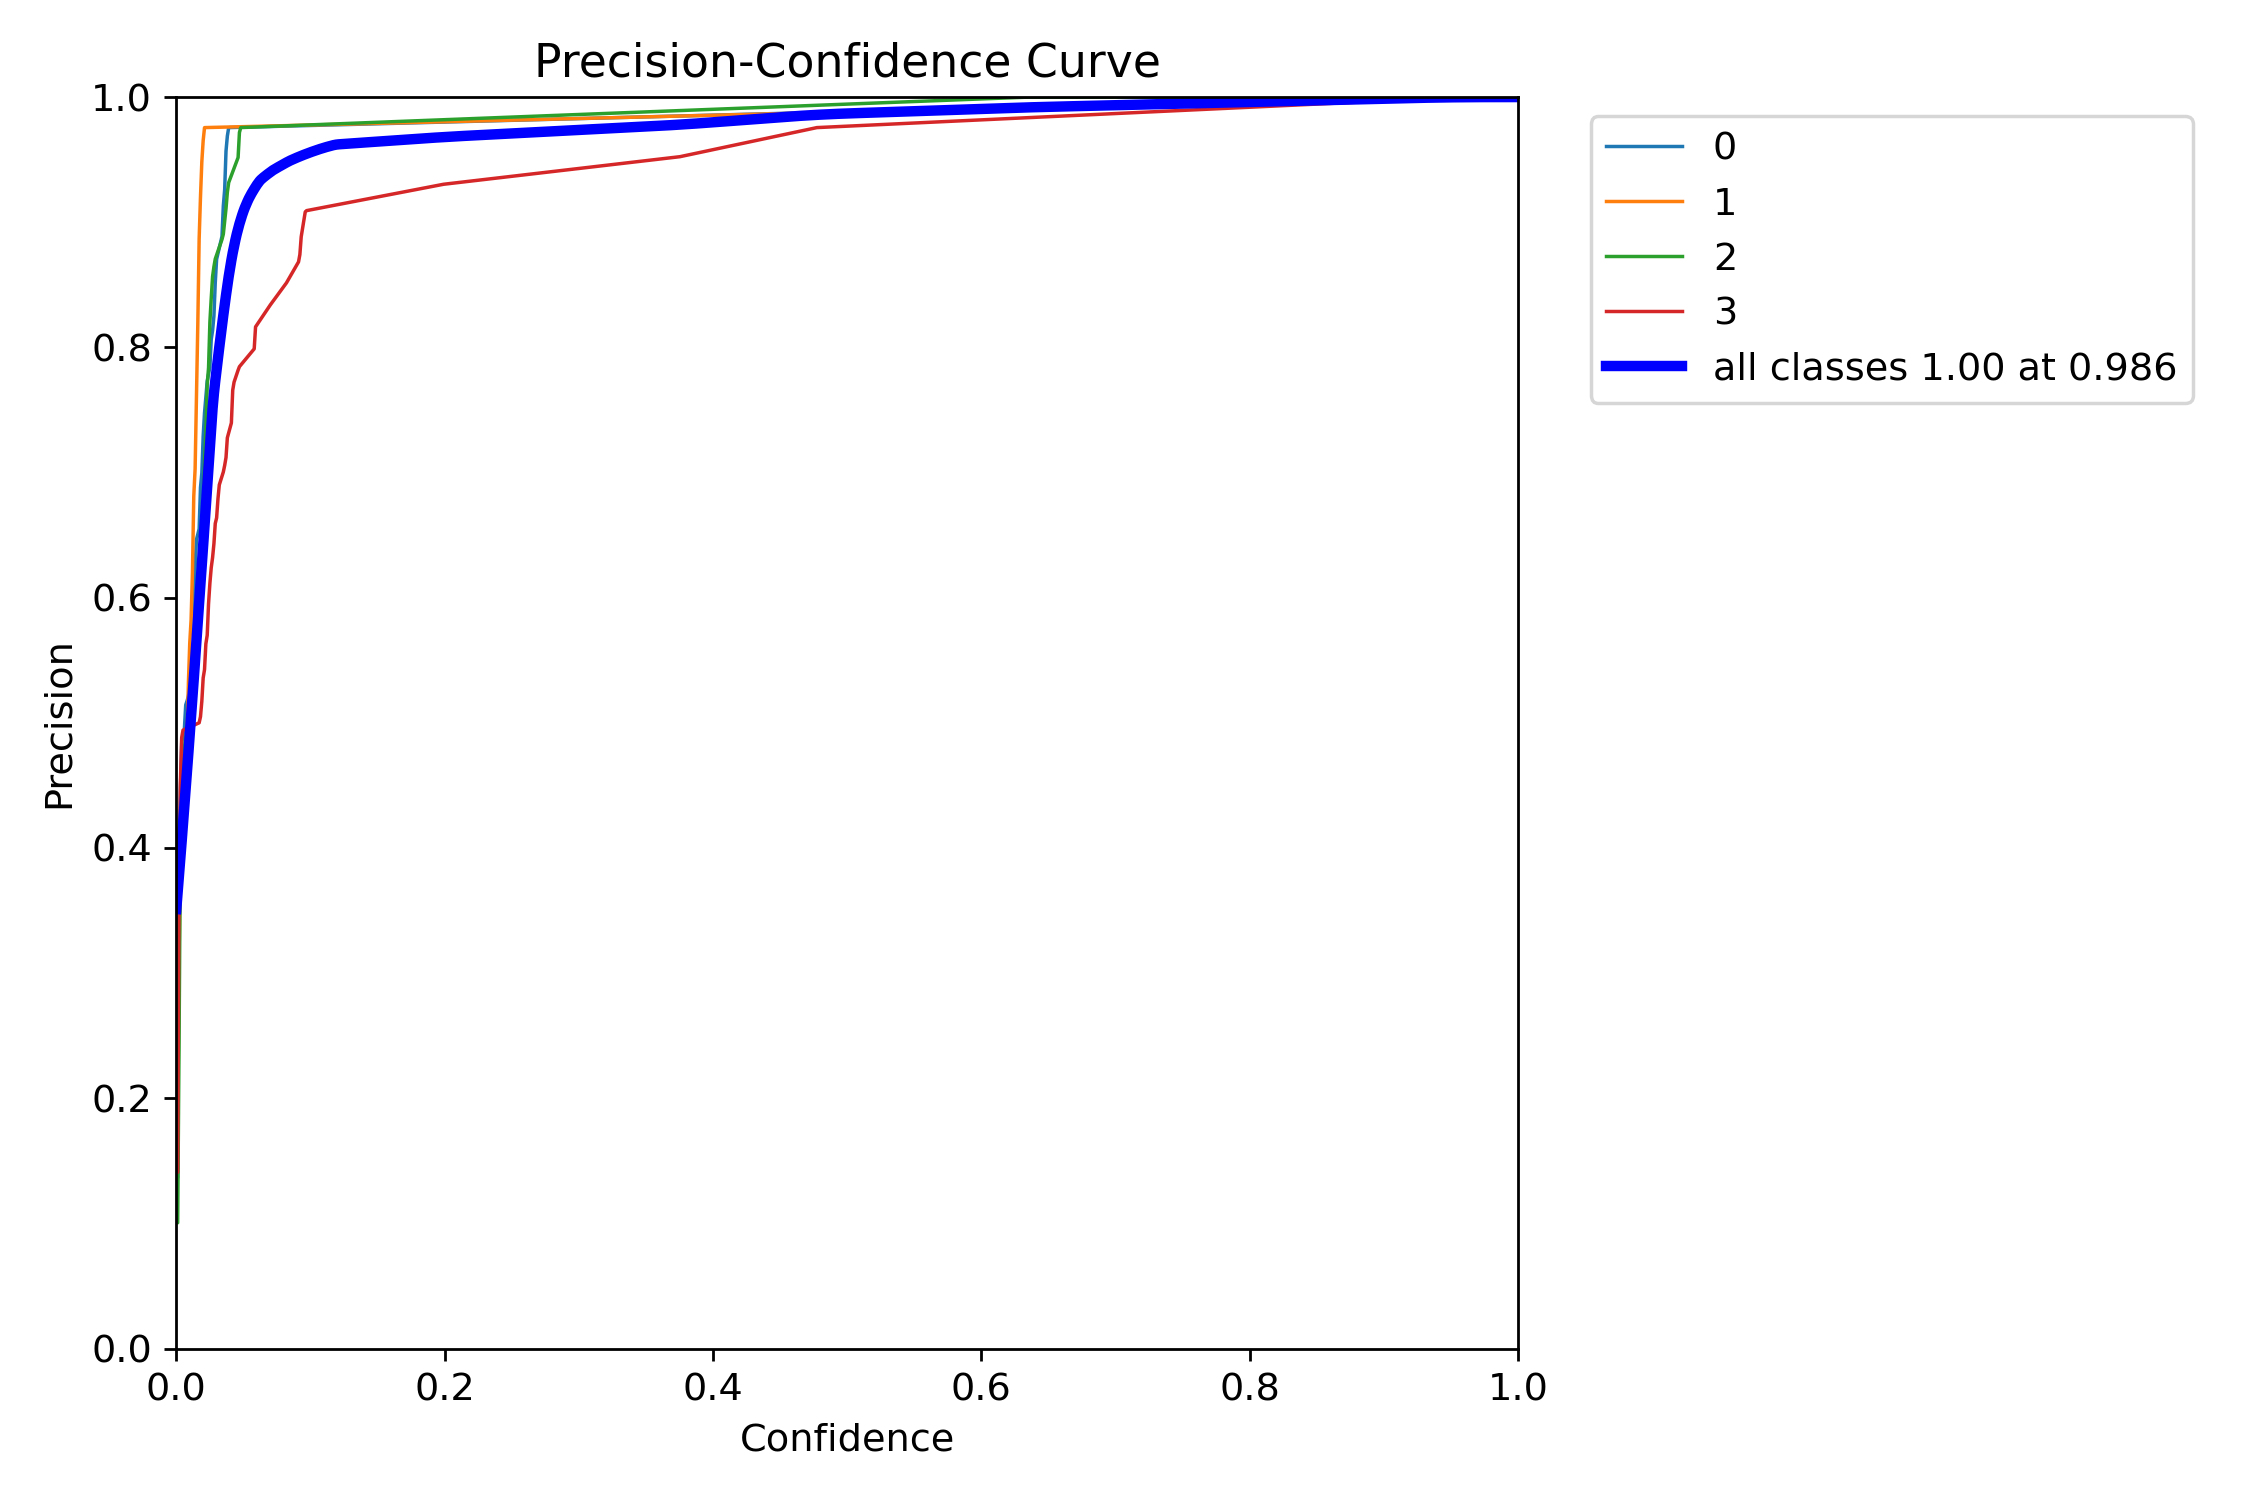 Precision-Confidence Curve
1.0
0.8
0.6
0.4
0.2
0.0
Precision
0.0 0.2 0.4 0.6 0.8 1.0
Confidence
0
1
2
3
all classes 1.00 at 0.986